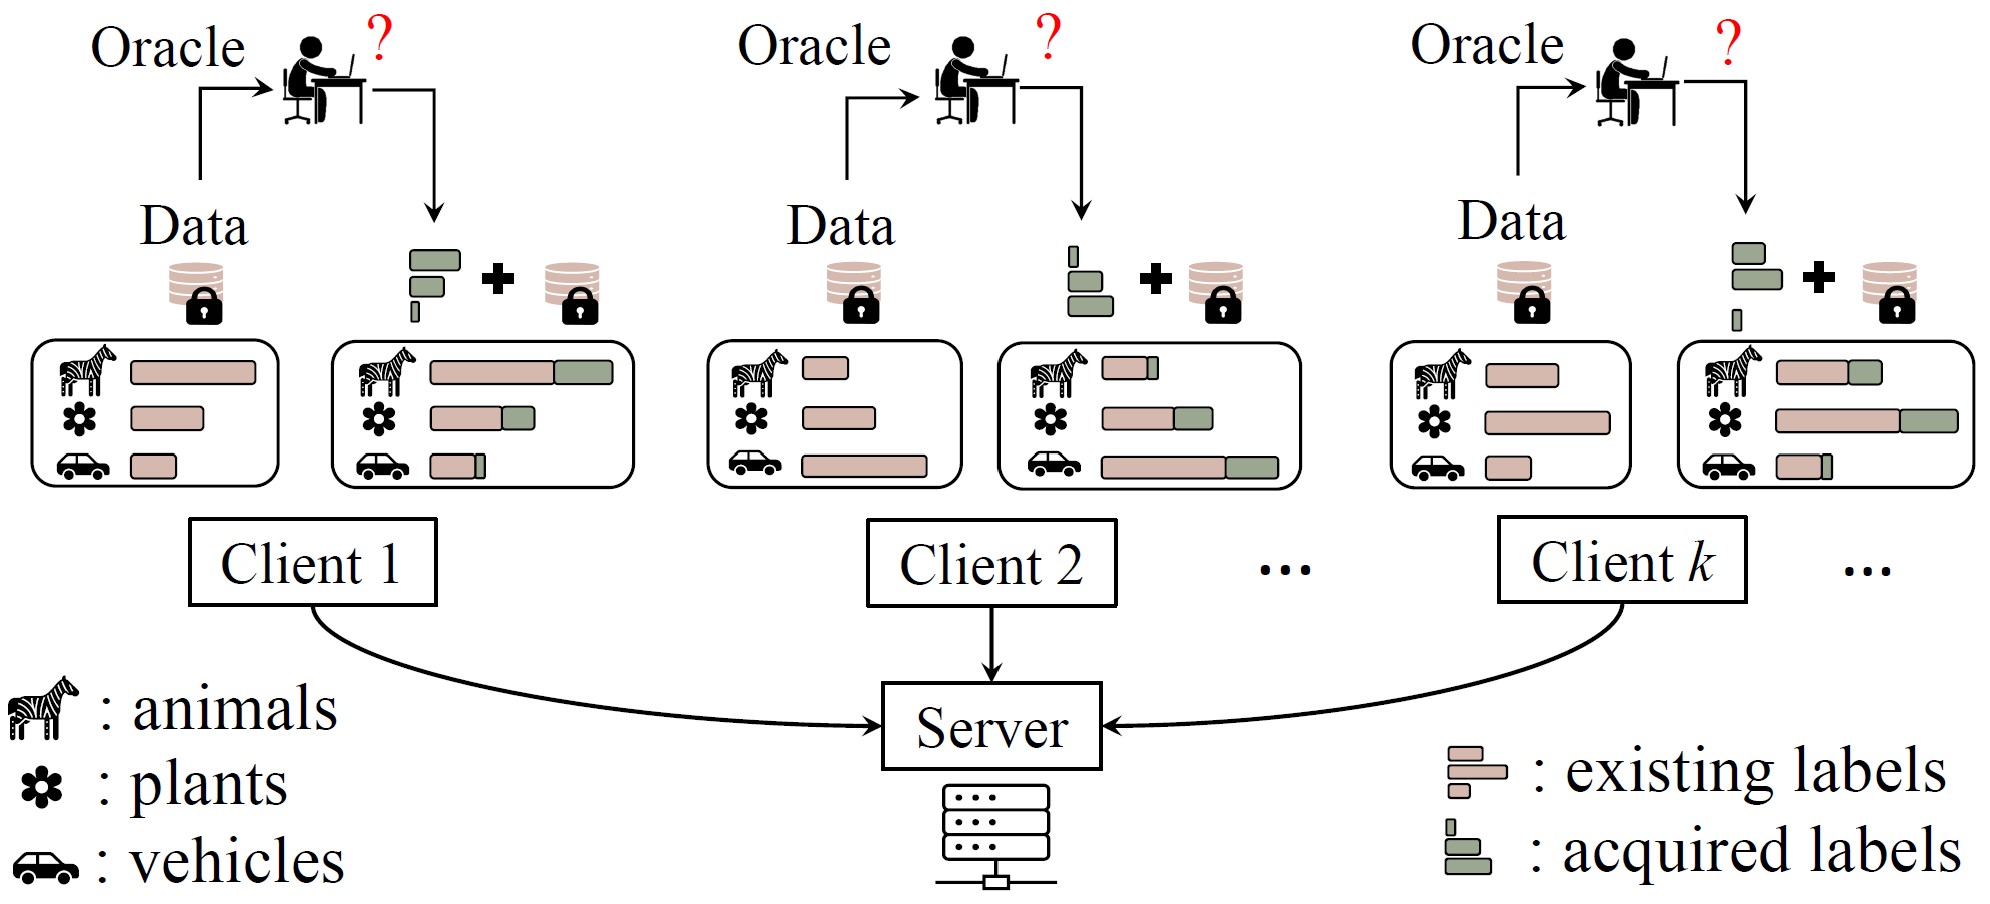 Oracle ?
Oracle ?
Oracle ?
Data
Data
Data
Client 1
Client 2
...
Client k
...
Server
: animals
: plants
: vehicles
: existing labels
: acquired labels